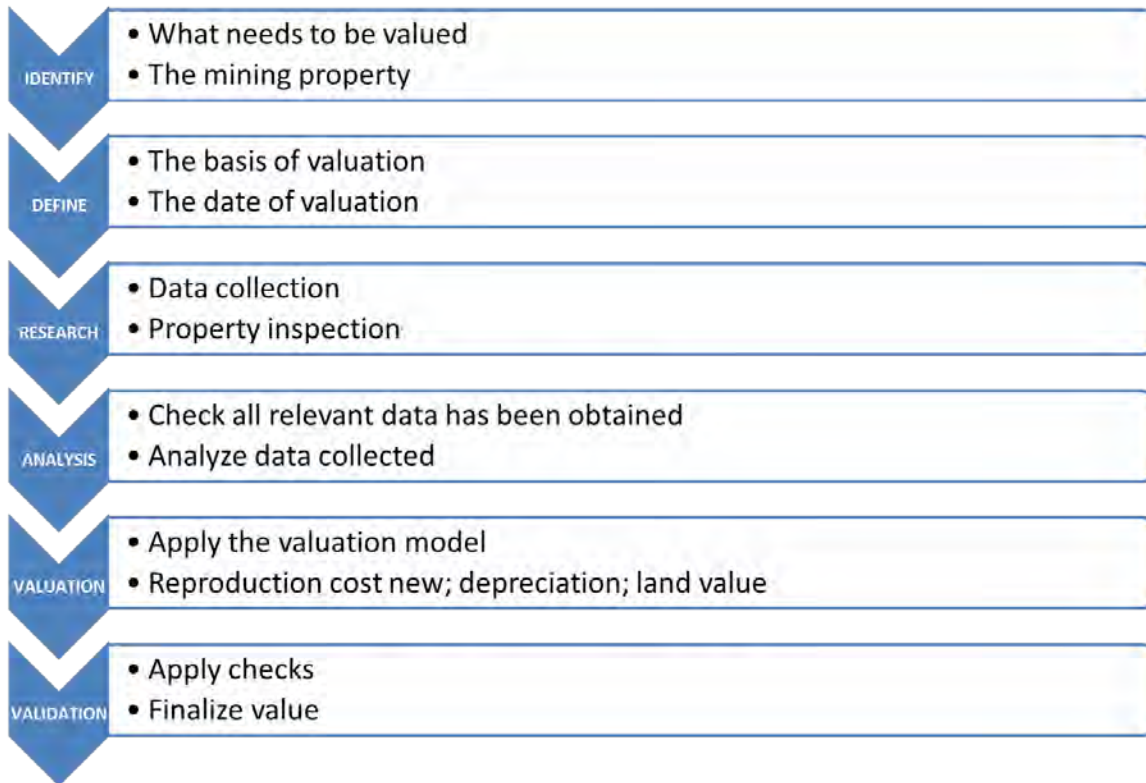 IDENTIFY
• What needs to be valued
• The mining property
DEFINE
• The basis of valuation
• The date of valuation
RESEARCH
• Data collection
• Property inspection
ANALYSIS
• Check all relevant data has been obtained
• Analyze data collected
VALUATION
• Apply the valuation model
• Reproduction cost new; depreciation; land value
VALIDATION
• Apply checks
• Finalize value